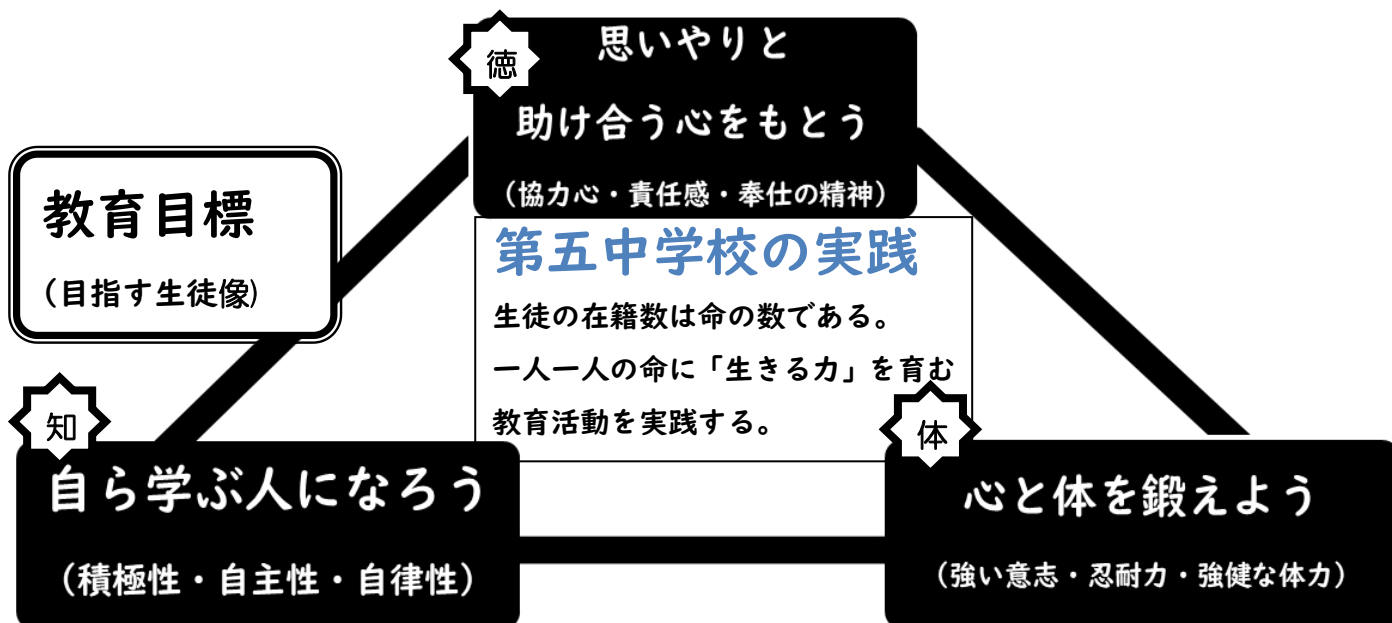 徳
思いやりと
助け合う心をもとう
（協力心・責任感・奉仕の精神）
教育目標
（目指す生徒像）
第五中学校の実践
生徒の在籍数は命の数である。
一人一人の命に「生きる力」を育む
教育活動を実践する。
知
自ら学ぶ人になろう
（積極性・自主性・自律性）
体
心と体を鍛えよう
（強い意志・忍耐力・強健な体力）